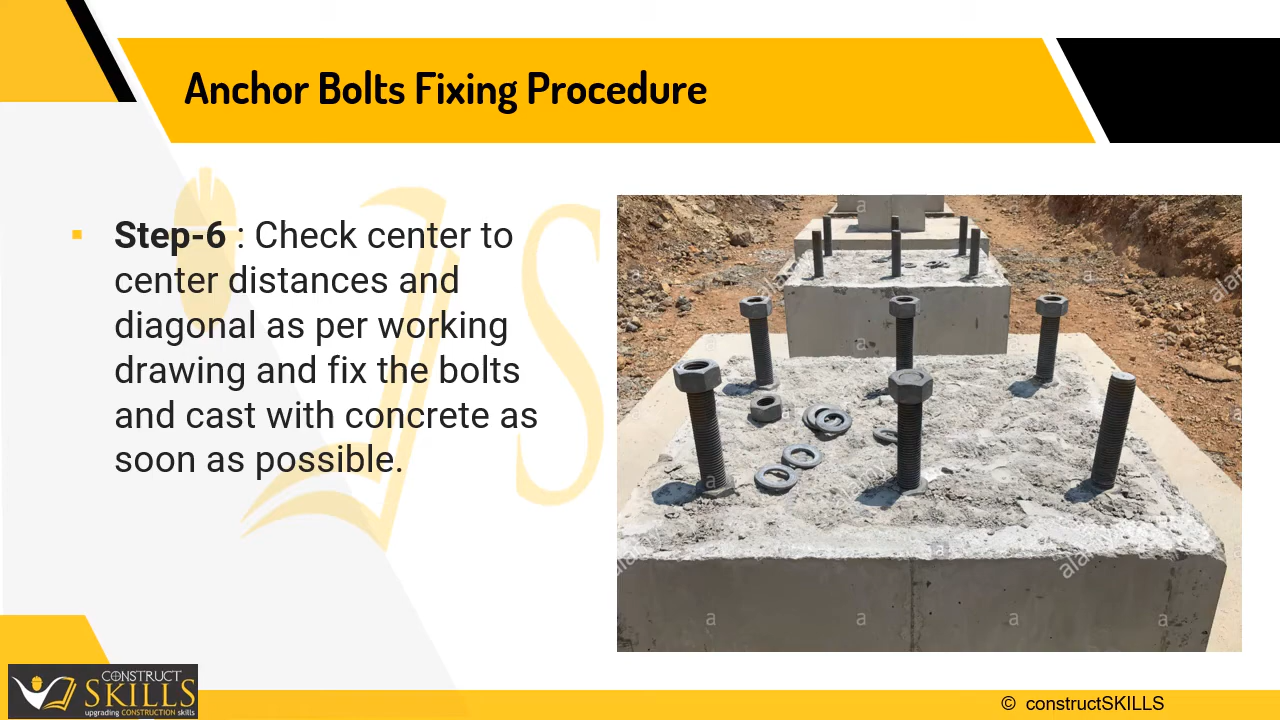 Anchor Bolts Fixing Procedure
Step-6 : Check center to
center distances and
diagonal as per working
drawing and fix the bolts
and cast with concrete as
soon as possible.
CONSTRUCT
SKILLS
upgrading CONSTRUCTION skills
© constructSKILLS